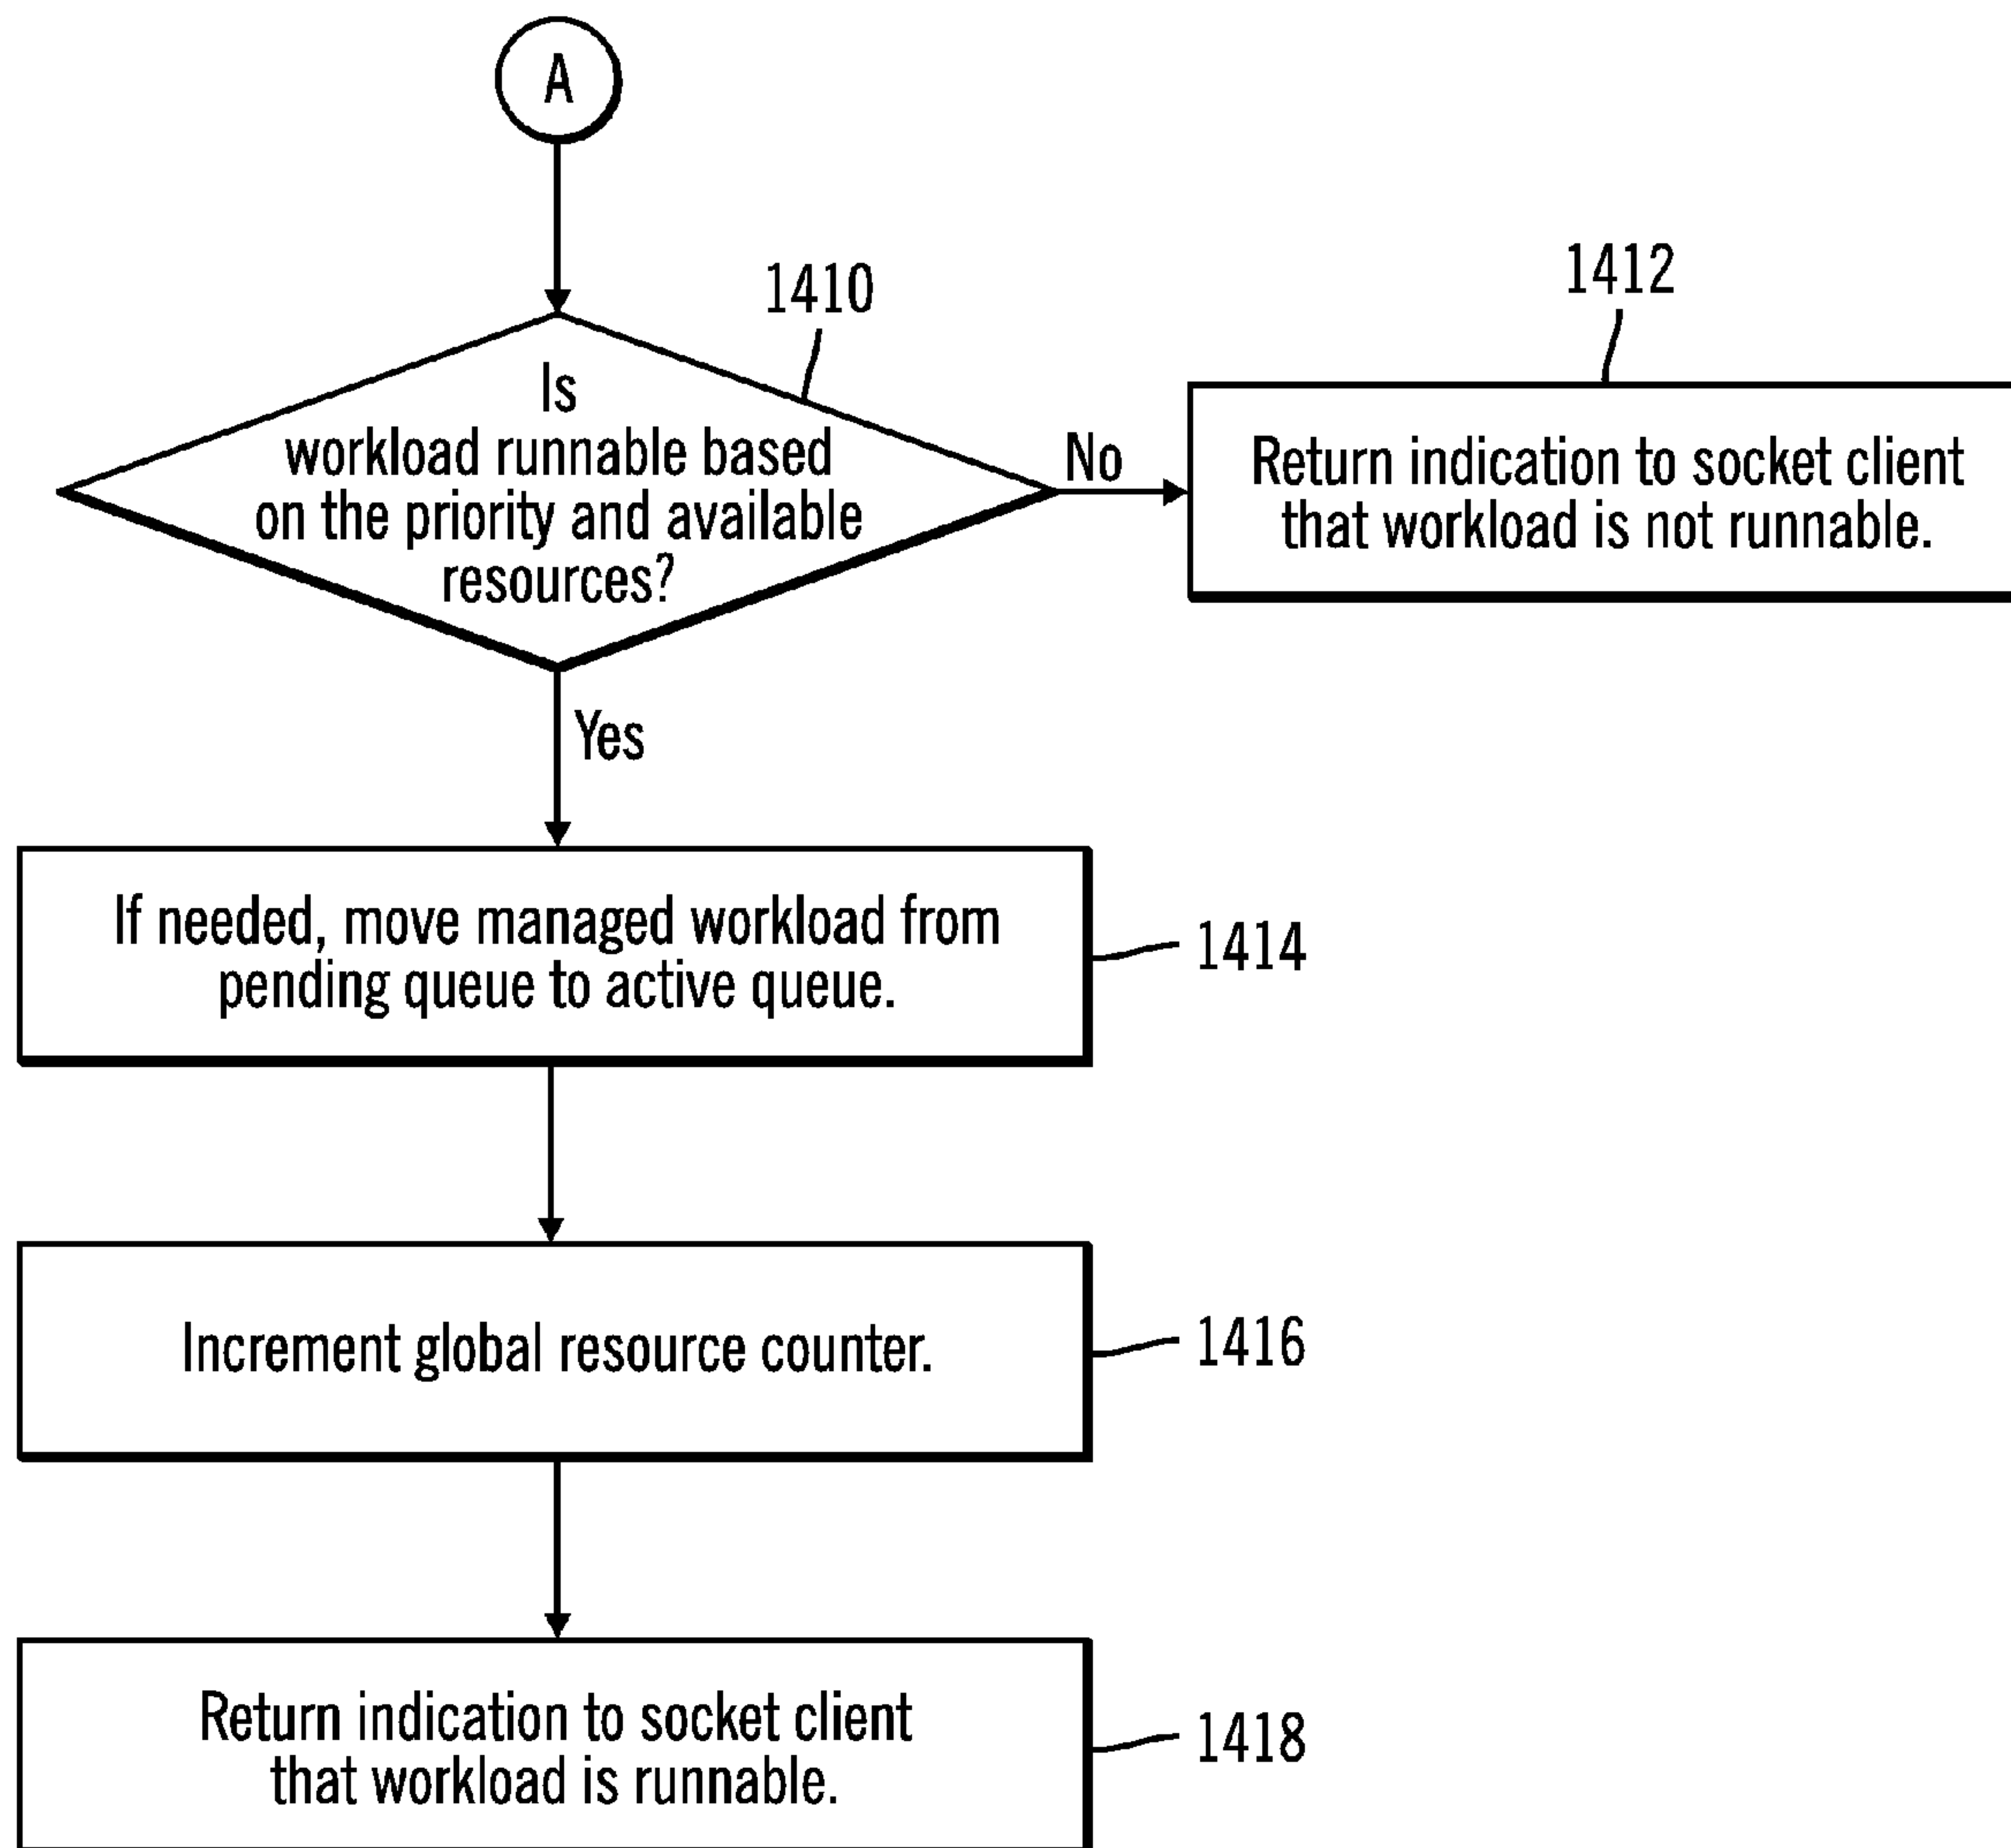 A
1410
Is
workload runnable based
on the priority and available
resources?
No
1412
Return indication to socket client
that workload is not runnable.
Yes
If needed, move managed workload from
pending queue to active queue.
1414
Increment global resource counter.
1416
Return indication to socket client
that workload is runnable.
1418